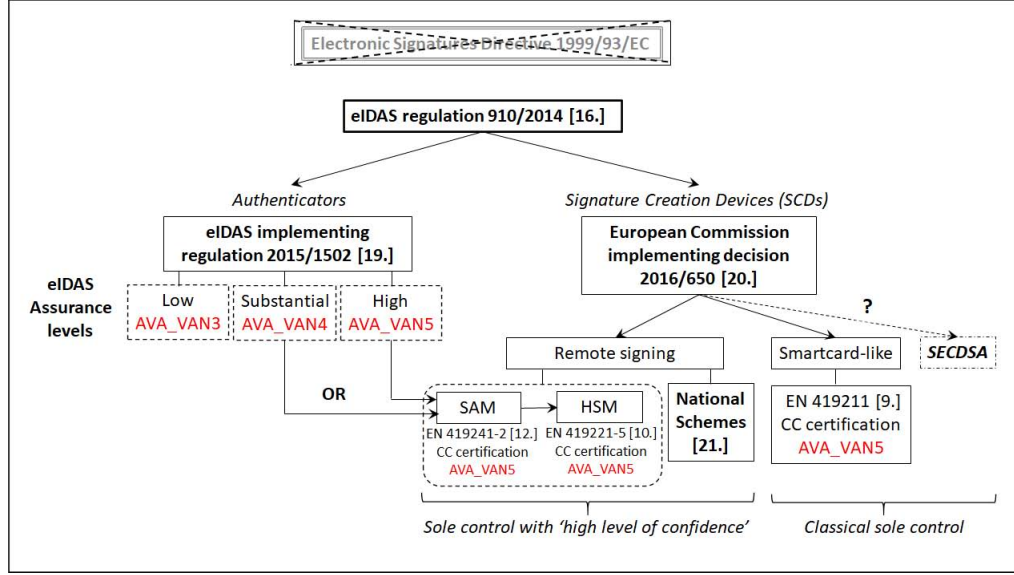 Electronic Signatures Directive 1999/93/EC
eIDAS regulation 910/2014 [16.]
Authenticators
Signature Creation Devices (SCDs)
eIDAS implementing
regulation 2015/1502 [19.]
European Commission
implementing decision
2016/650 [20.]
eIDAS
Assurance
levels
Low
AVA_VAN3
Substantial
AVA_VAN4
High
AVA_VAN5
?
Remote signing
Smartcard-like
SECDSA
OR
SAM
EN 419241-2 [12.]
CC certification
AVA_VAN5
HSM
EN 419221-5 [10.]
CC certification
AVA_VAN5
National
Schemes
[21.]
EN 419211 [9.]
CC certification
AVA_VAN5
Sole control with ‘high level of confidence’
Classical sole control